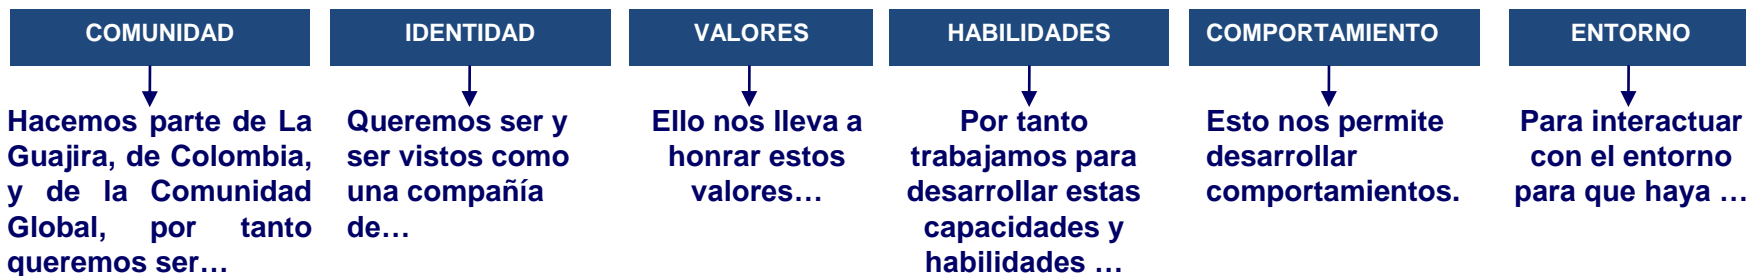 COMUNIDAD
Hacemos parte de La
Guajira, de Colombia,
y de la Comunidad
Global, por tanto
queremos ser…
IDENTIDAD
Queremos ser y
ser vistos como
una compañía
de…
VALORES
Ello nos lleva a
honrar estos
valores…
HABILIDADES
Por tanto
trabajamos para
desarrollar estas
capacidades y
habilidades …
COMPORTAMIENTO
Esto nos permite
desarrollar
comportamientos.
ENTORNO
Para interactuar
con el entorno
para que haya …